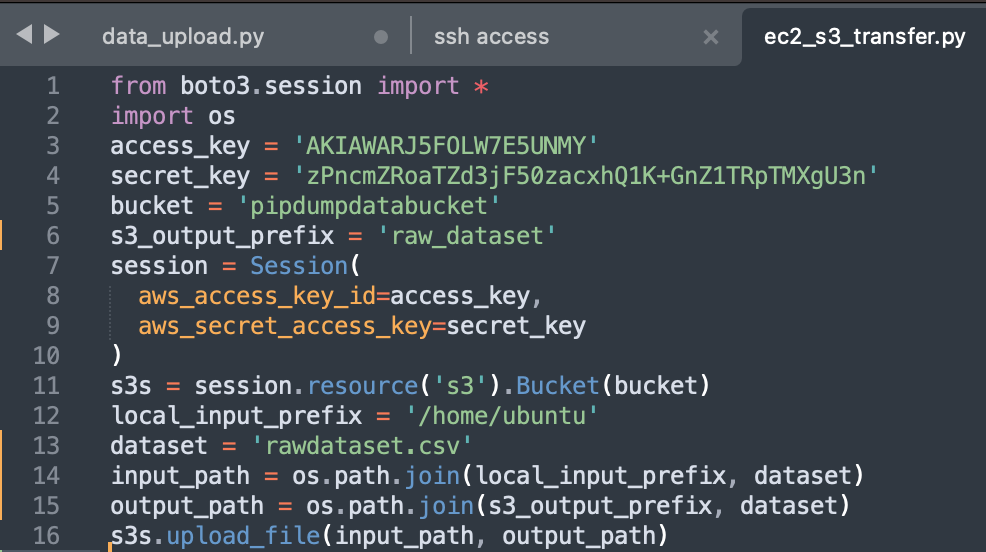 data_upload.py
ssh access
ec2_s3_transfer.py
1 from boto3.session import *
2 import os
3 access_key = 'AKIAWARJ5FOLW7E5UNMY'
4 secret_key = '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'
5 bucket = 'pipdumpdatabucket'
6 s3_output_prefix = 'raw_dataset'
7 session = Session(
8 aws_access_key_id=access_key,
9 aws_secret_access_key=secret_key
10 )
11 s3s = session.resource('s3').Bucket(bucket)
12 local_input_prefix = '/home/ubuntu'
13 dataset = 'rawdataset.csv'
14 input_path = os.path.join(local_input_prefix, dataset)
15 output_path = os.path.join(s3_output_prefix, dataset)
16 s3s.upload_file(input_path, output_path)